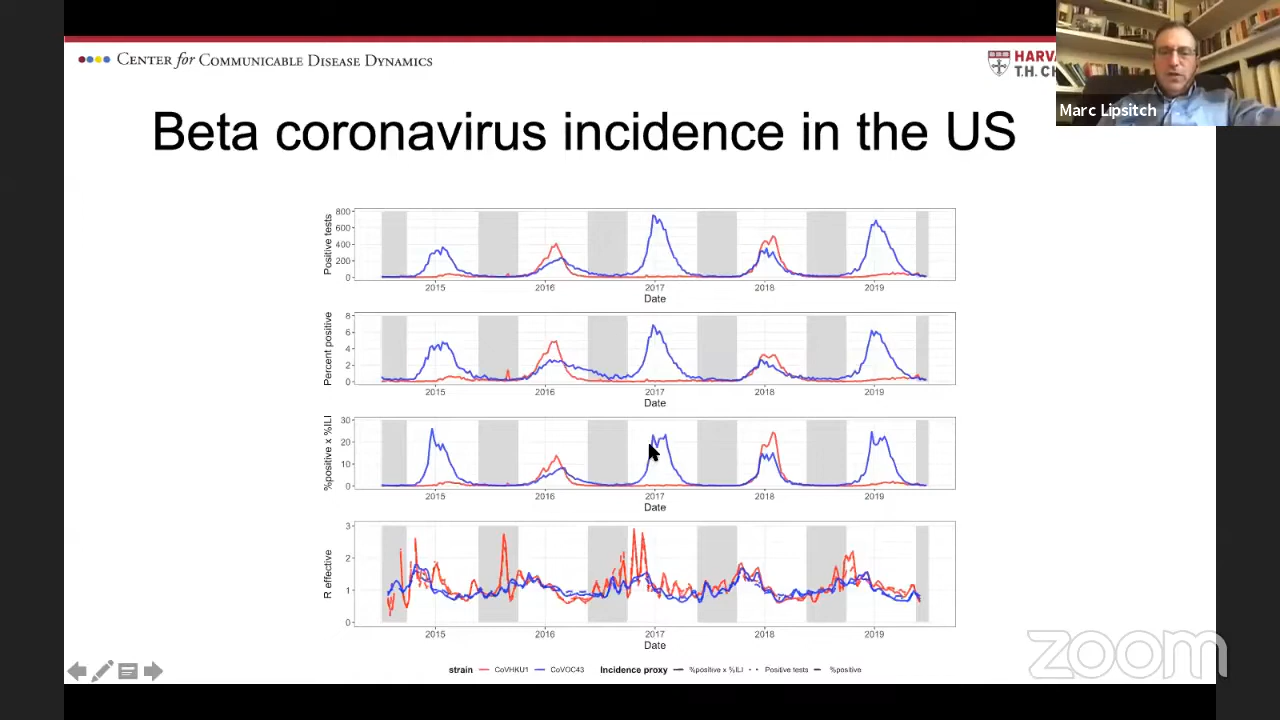 CENTER for COMMUNICABLE DISEASE DYNAMICS
HARVA
T.H. CH
Marc Lipsitch
Beta coronavirus incidence in the US
Positive tests
800
600
400
200
0
2015 2016 2017 2018 2019
Date
Percent positive
8
6
4
2
0
2015 2016 2017 2018 2019
Date
%positive x %ILI
30
20
10
0
2015 2016 2017 2018 2019
Date
R effective
3
2
1
0
2015 2016 2017 2018 2019
Date
strain CoVHKU1 CoVOC43 Incidence proxy %positive x %ILI Positive tests %positive
zoom